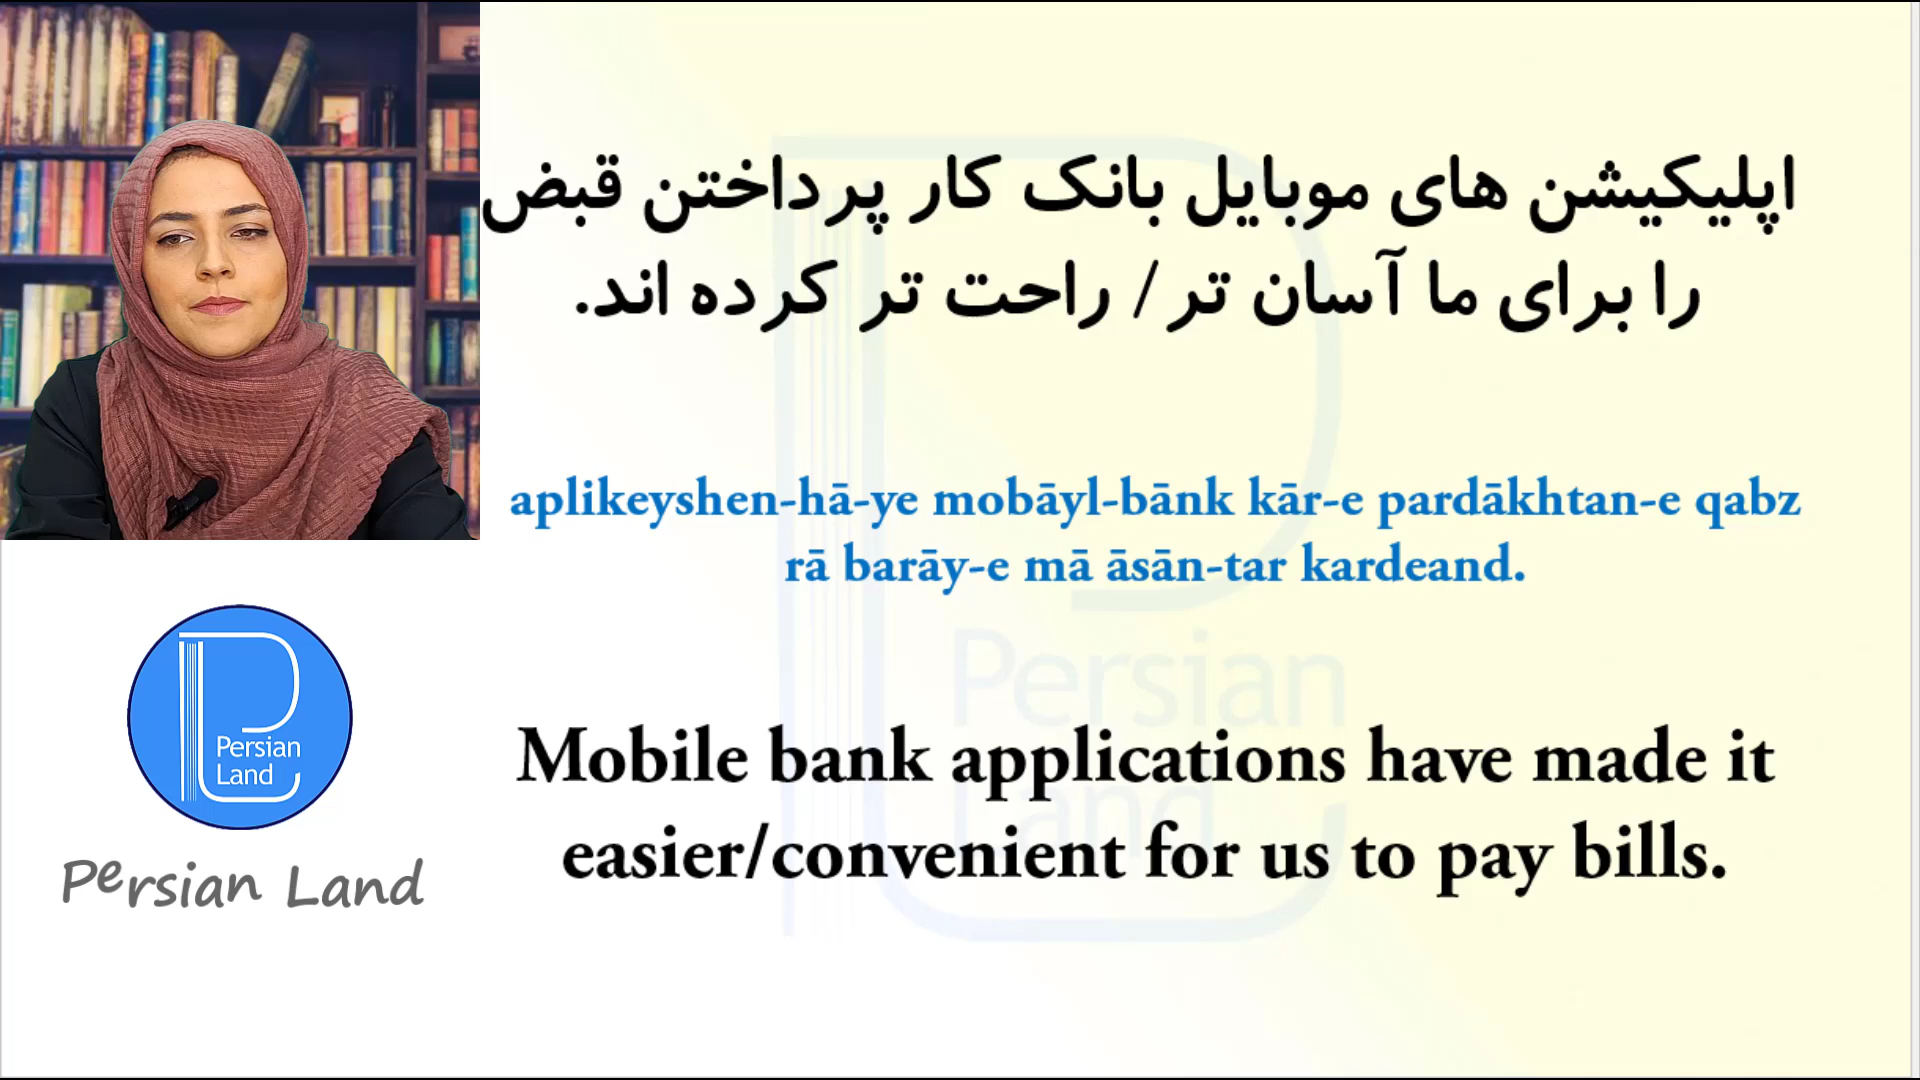 اپلیکیشن های موبایل بانک کار پرداختن قبض
را برای ما آسان تر / راحت تر کرده اند.
aplikeyshen-hā-ye mobāyl-bānk kār-e pardākhtan-e qabz
rā barāy-e mā āsān-tar kardeand.
Mobile bank applications have made it
easier/convenient for us to pay bills.
Persian
Land
Persian Land
Persian
Land